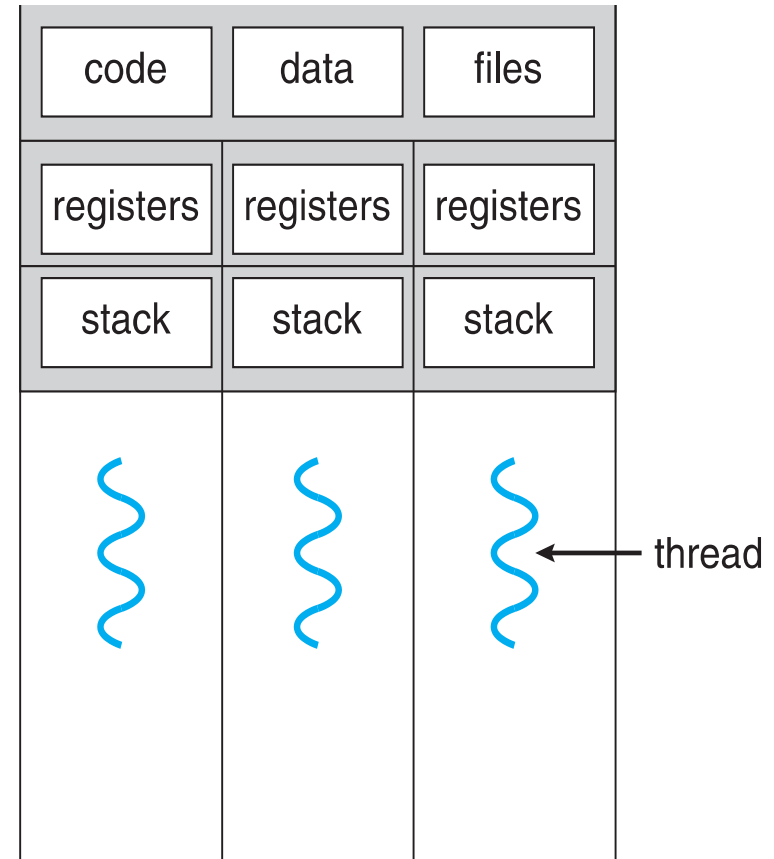 code data files
registers registers registers
stack stack stack
thread